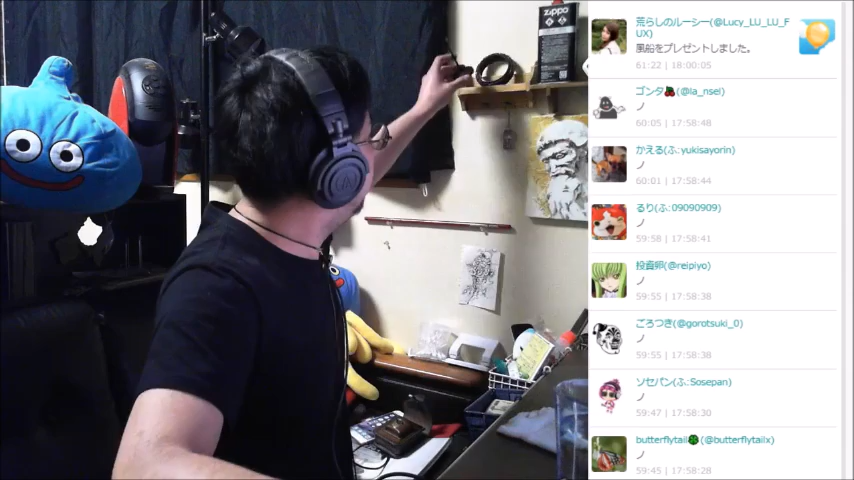 zippo
荒らしのルーシー(@Lucy_LU_LU_F
UX)
風船をプレゼントしました。
61:22 | 18:00:05
ゴンタ🍒(@la_nsei)
ノ
60:05 | 17:58:48
かえる(ふ:yukisayorin)
ノ
60:01 | 17:58:44
るり(ふ:09090909)
ノ
59:58 | 17:58:41
投資卵(@reipiyo)
ノ
59:55 | 17:58:38
ごろつき(@gorotsuki_0)
ノ
59:55 | 17:58:38
ソセパン(ふ:Sosepan)
ノ
59:47 | 17:58:30
butterflytail(@butterflytailx)
ノ
59:45 | 17:58:28